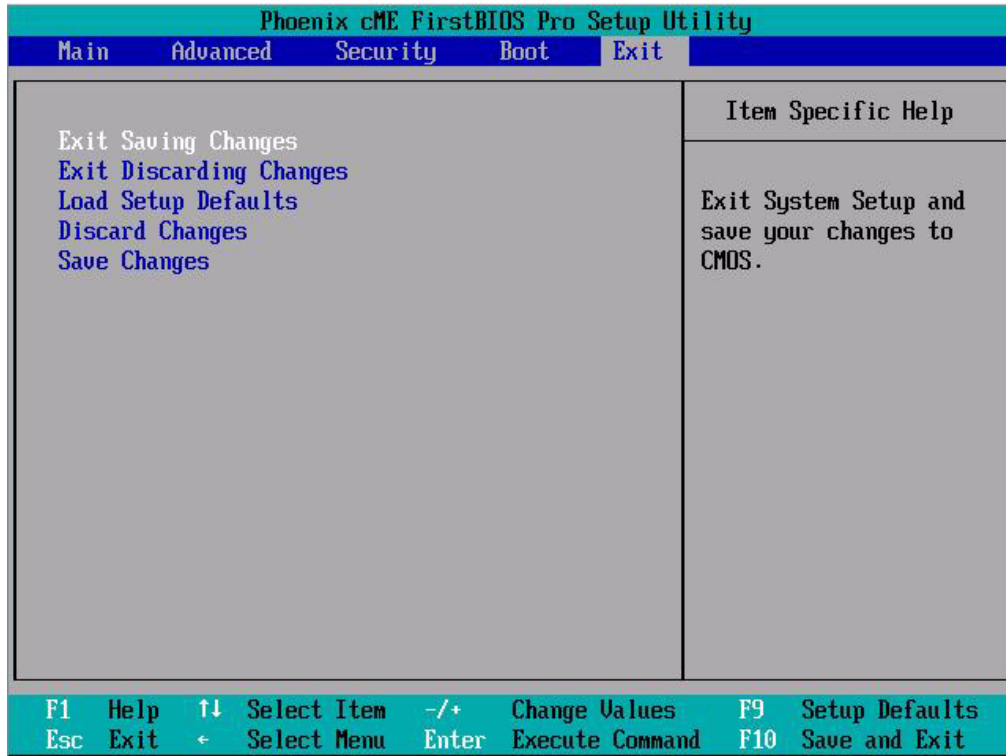 Phoenix cME FirstBIOS Pro Setup Utility
Main Advanced Security Boot Exit
Item Specific Help
Exit Saving Changes
Exit Discarding Changes
Load Setup Defaults
Discard Changes
Save Changes
Exit System Setup and
save your changes to
CMOS.
F1 Help ↑↓ Select Item -/+ Change Values F9 Setup Defaults
Esc Exit ← Select Menu Enter Execute Command F10 Save and Exit